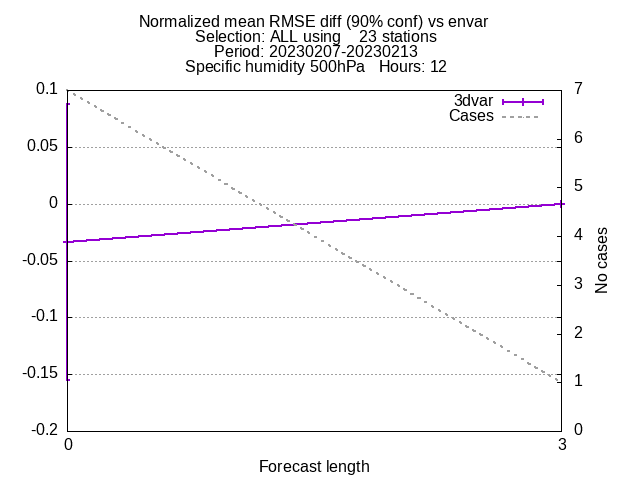 Normalized mean RMSE diff (90% conf) vs envar
Selection: ALL using    23 stations
Period: 20230207-20230213
Specific humidity 500hPa   Hours: 12
3dvar
Cases
0.1
0.05
0
-0.05
-0.1
-0.15
-0.2
7
6
5
4
3
2
1
0
No cases
0
3
Forecast length